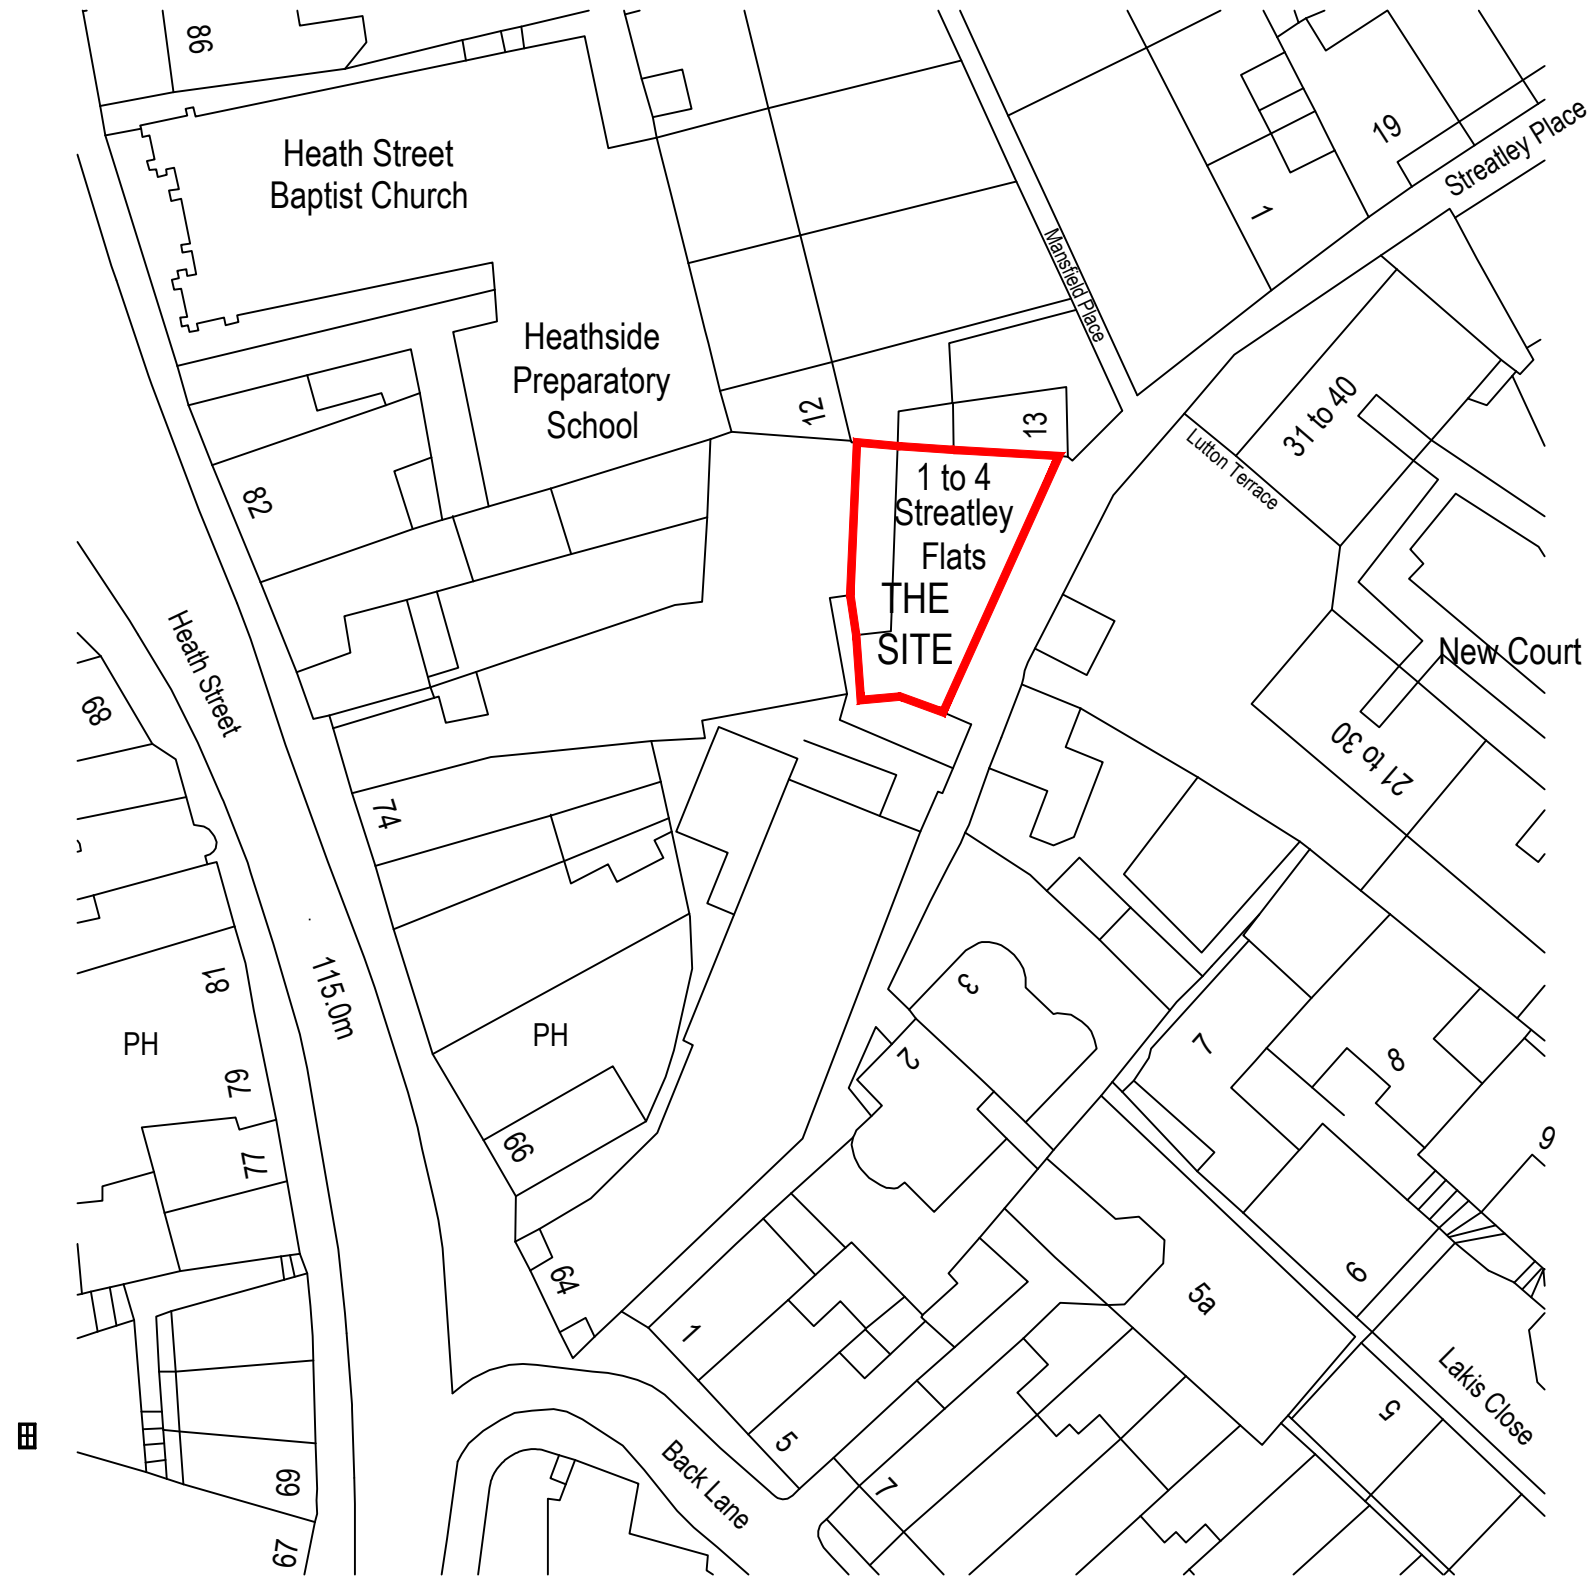 86
Heath Street
Baptist Church
19
Streatley Place
1
Mansfield Place
Heathside
Preparatory
School
12
13
31 to 40
Lutton Terrace
82
1 to 4
Streatley
Flats
THE
SITE
New Court
Heath Street
68
21 to 30
74
81
115.0m
PH
PH
3
2
7
8
79
77
66
9
64
1
5a
6
Lakis Close
5
5
7
Back Lane
69
67